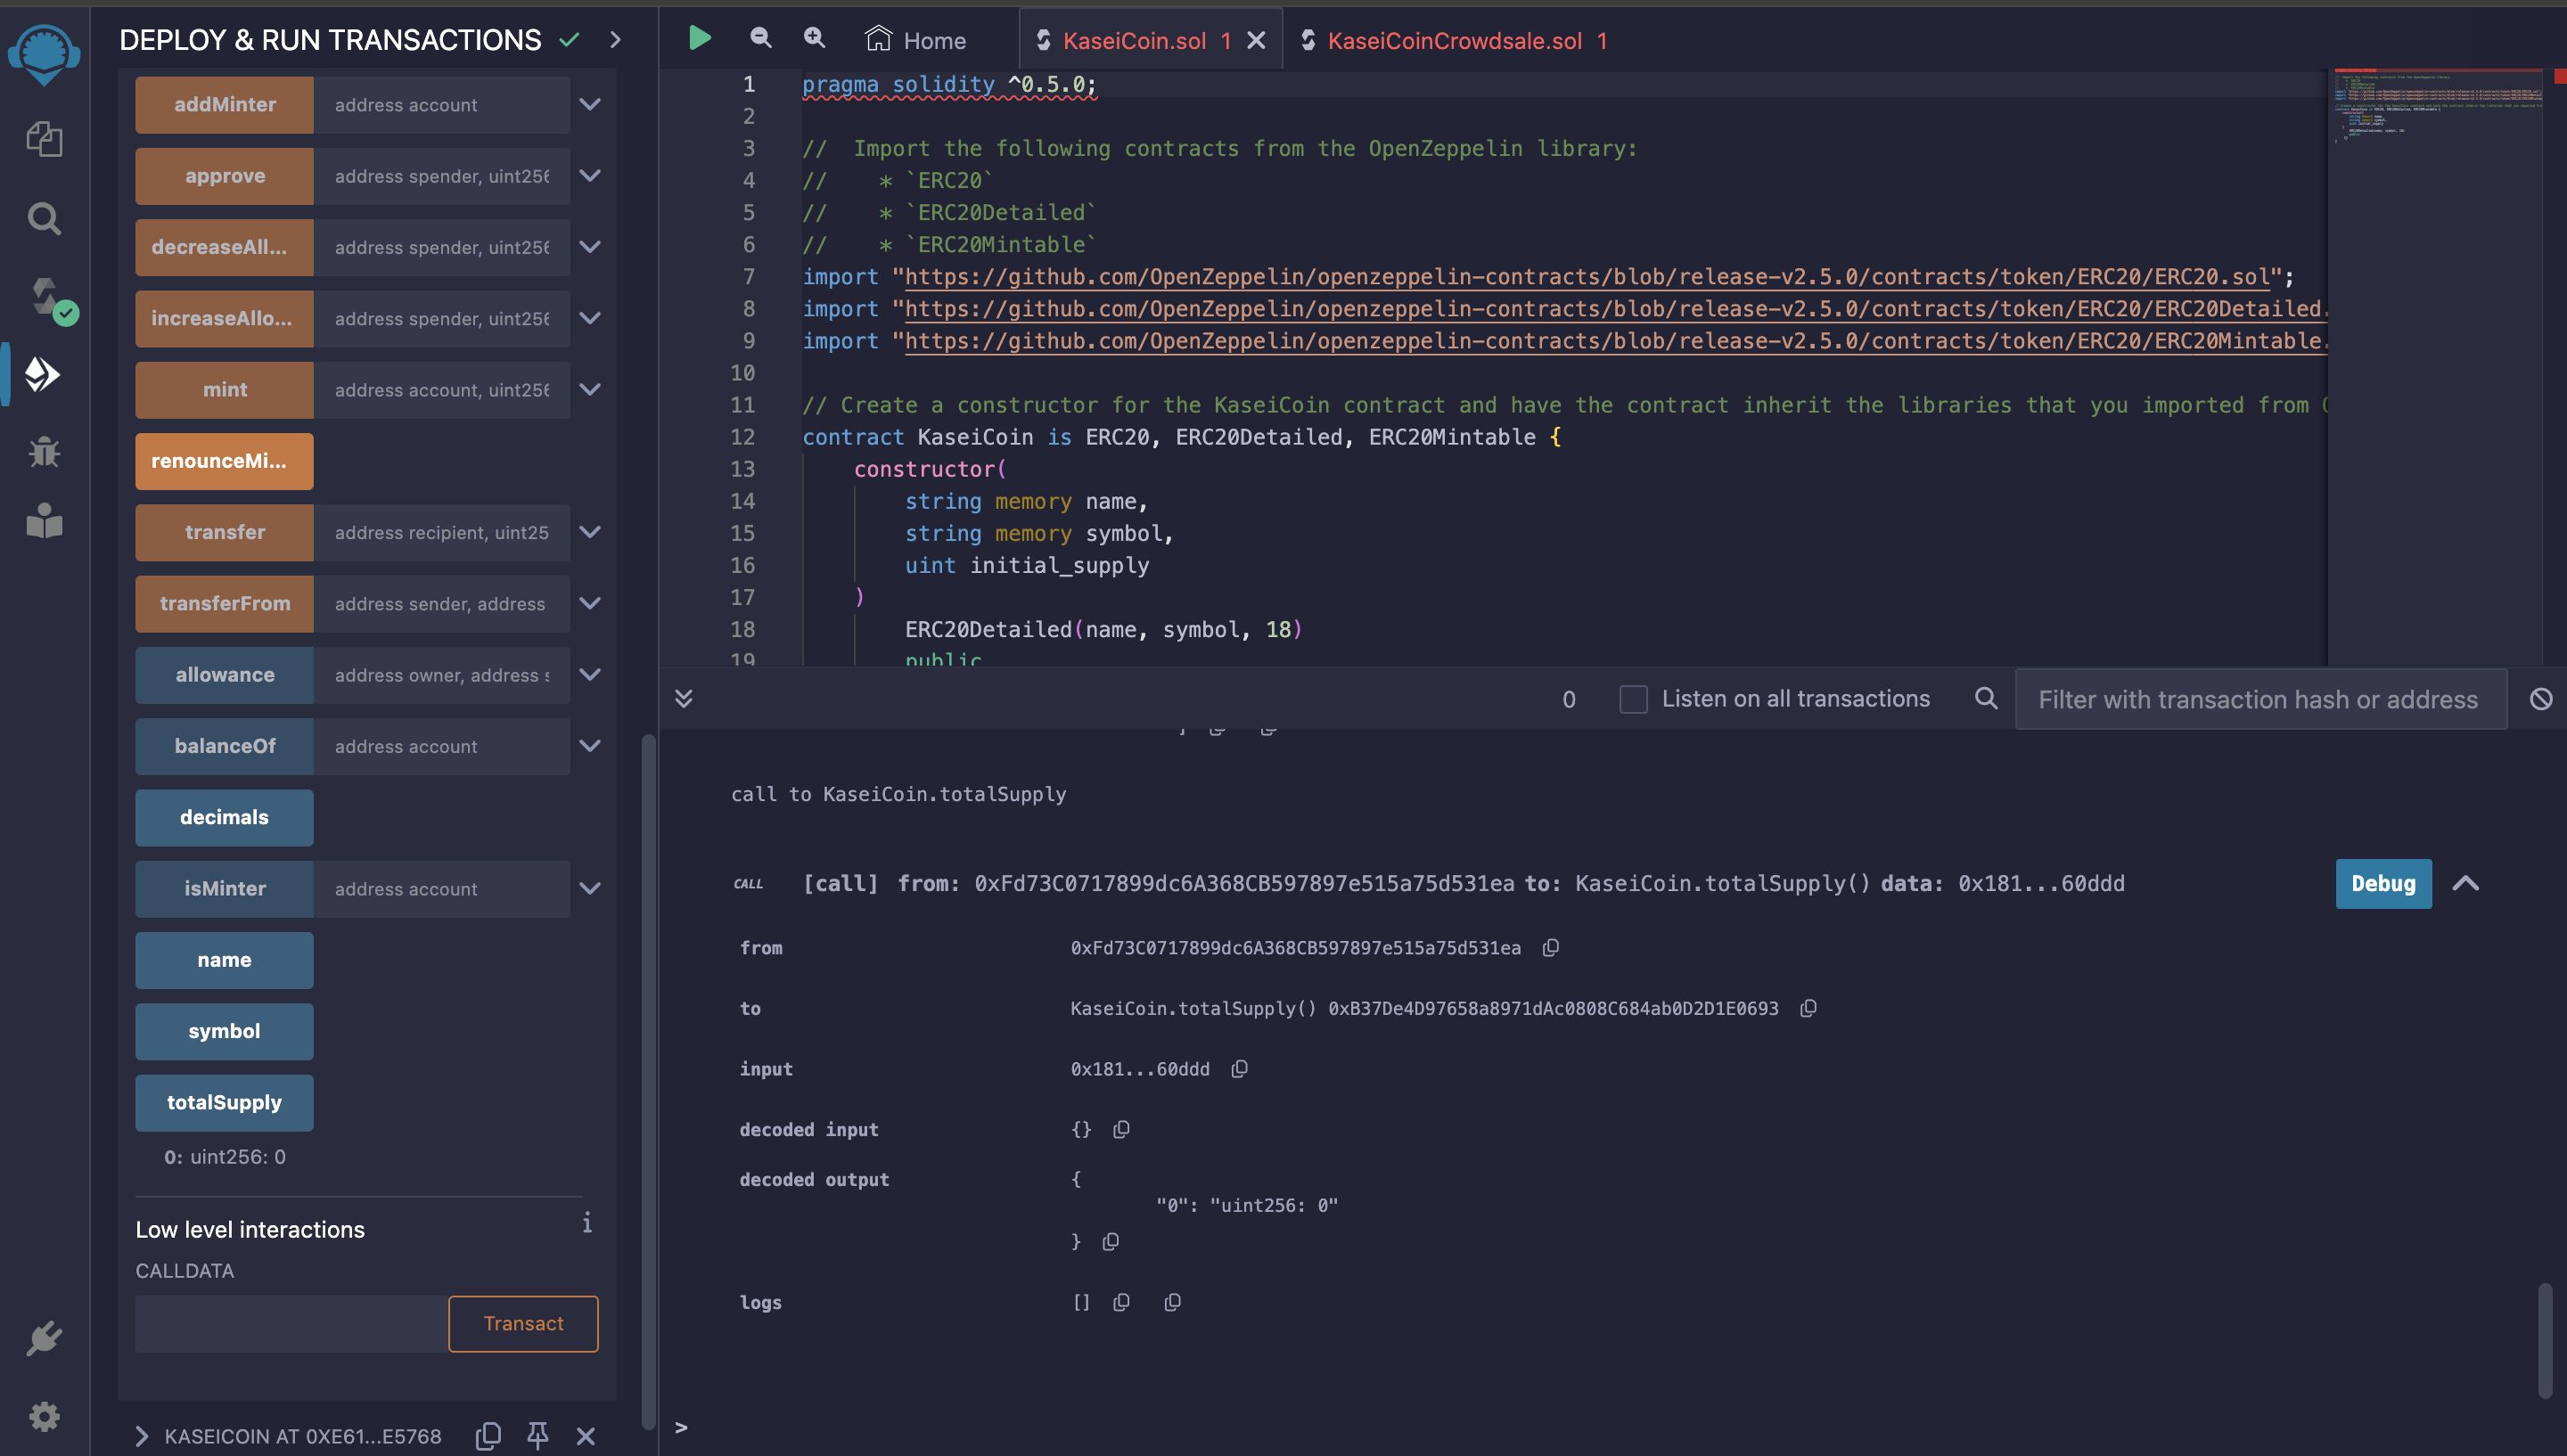 DEPLOY & RUN TRANSACTIONS
addMinter address account
approve address spender, uint256
decreaseAll... address spender, uint256
increaseAllo... address spender, uint256
mint address account, uint256
renounceMi...
transfer address recipient, uint25
transferFrom address sender, address
allowance address owner, address s
balanceOf address account
decimals
isMinter address account
name
symbol
totalSupply
0: uint256: 0
Low level interactions
i
CALLDATA
Transact
KASEICOIN AT 0XE61...E5768
Home KaseiCoin.sol 1 KaseiCoinCrowdsale.sol 1
1 pragma solidity ^0.5.0;
2
3 //  Import the following contracts from the OpenZeppelin library:
4 //    * `ERC20`
5 //    * `ERC20Detailed`
6 //    * `ERC20Mintable`
7 import "https://github.com/OpenZeppelin/openzeppelin-contracts/blob/release-v2.5.0/contracts/token/ERC20/ERC20.sol";
8 import "https://github.com/OpenZeppelin/openzeppelin-contracts/blob/release-v2.5.0/contracts/token/ERC20/ERC20Detailed.
9 import "https://github.com/OpenZeppelin/openzeppelin-contracts/blob/release-v2.5.0/contracts/token/ERC20/ERC20Mintable.
10
11 // Create a constructor for the KaseiCoin contract and have the contract inherit the libraries that you imported from
12 contract KaseiCoin is ERC20, ERC20Detailed, ERC20Mintable {
13     constructor(
14         string memory name,
15         string memory symbol,
16         uint initial_supply
17     )
18         ERC20Detailed(name, symbol, 18)
19         public
0 Listen on all transactions Filter with transaction hash or address
]
call to KaseiCoin.totalSupply
CALL [call] from: 0xFd73C0717899dc6A368CB597897e515a75d531ea to: KaseiCoin.totalSupply() data: 0x181...60ddd Debug
from 0xFd73C0717899dc6A368CB597897e515a75d531ea
to KaseiCoin.totalSupply() 0xB37De4D97658a8971dAc0808C684ab0D2D1E0693
input 0x181...60ddd
decoded input {}
decoded output {
"0": "uint256: 0"
}
logs []
>